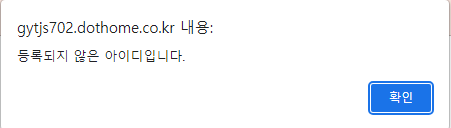 gytjs702.dothome.co.kr 내용:
등록되지 않은 아이디입니다.
확인